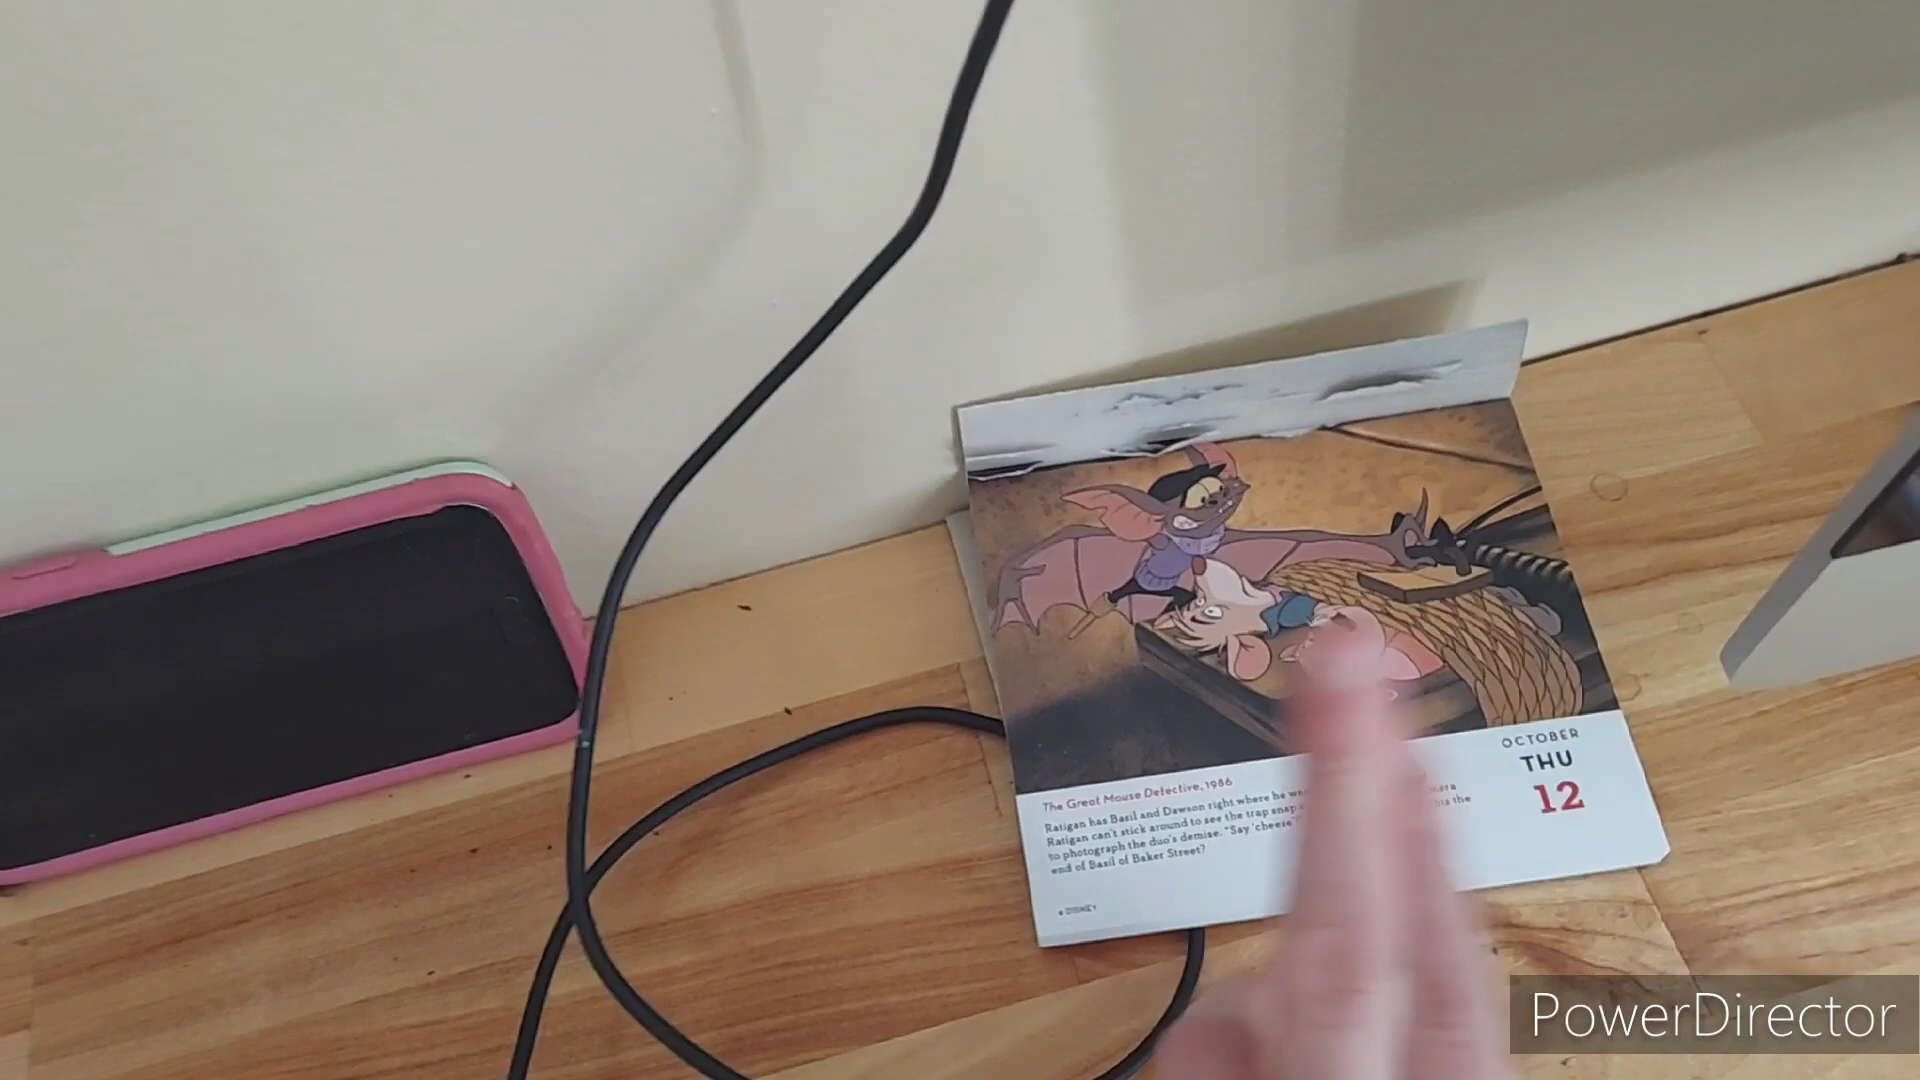 OCTOBER
THU
12
The Great Mouse Detective, 1986
Ratigan has Basil and Dawson right where he
Ratigan can't stick around to see the trap snap
to photograph the duo's demise. "Say 'cheese'!"
the
end of Basil of Baker Street?
© DISNEY
PowerDirector